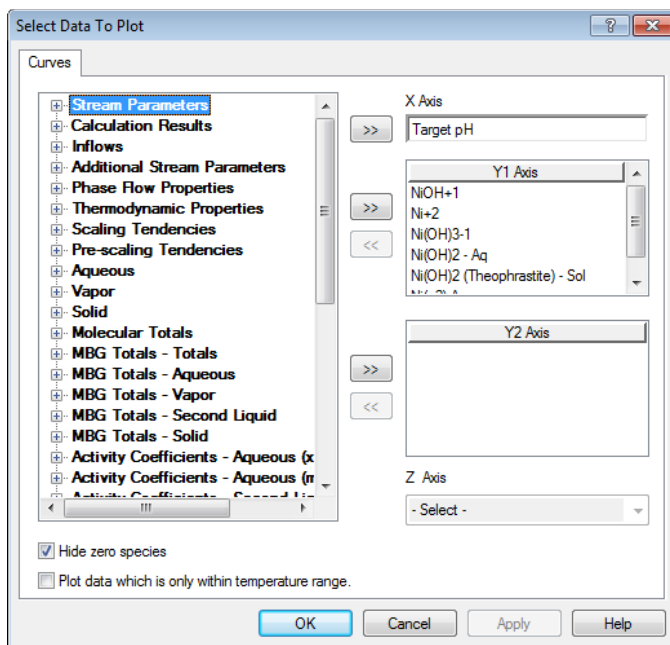 Select Data To Plot
Curves
Stream Parameters
Calculation Results
Inflows
Additional Stream Parameters
Phase Flow Properties
Thermodynamic Properties
Scaling Tendencies
Pre-scaling Tendencies
Aqueous
Vapor
Solid
Molecular Totals
MBG Totals - Totals
MBG Totals - Aqueous
MBG Totals - Vapor
MBG Totals - Second Liquid
MBG Totals - Solid
Activity Coefficients - Aqueous (x
Activity Coefficients - Aqueous (m
Activity Coefficients - Second Liq
>>
X Axis
Target pH
>>
<<
Y1 Axis
NiOH+1
Ni+2
Ni(OH)3-1
Ni(OH)2 - Aq
Ni(OH)2 (Theophrastite) - Sol
>>
<<
Y2 Axis
Z Axis
- Select -
Hide zero species
Plot data which is only within temperature range.
OK
Cancel
Apply
Help